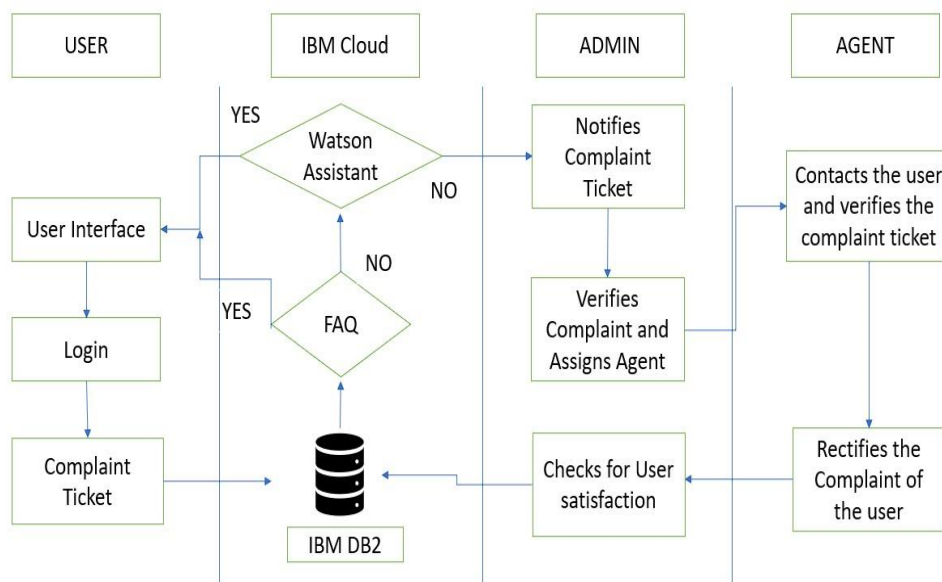 USER
IBM Cloud
ADMIN
AGENT
User Interface
Login
Complaint
Ticket
YES
Watson
Assistant
NO
NO
YES
FAQ
IBM DB2
Notifies
Complaint
Ticket
Verifies
Complaint and
Assigns Agent
Checks for User
satisfaction
Contacts the user
and verifies the
complaint ticket
Rectifies the
Complaint of
the user